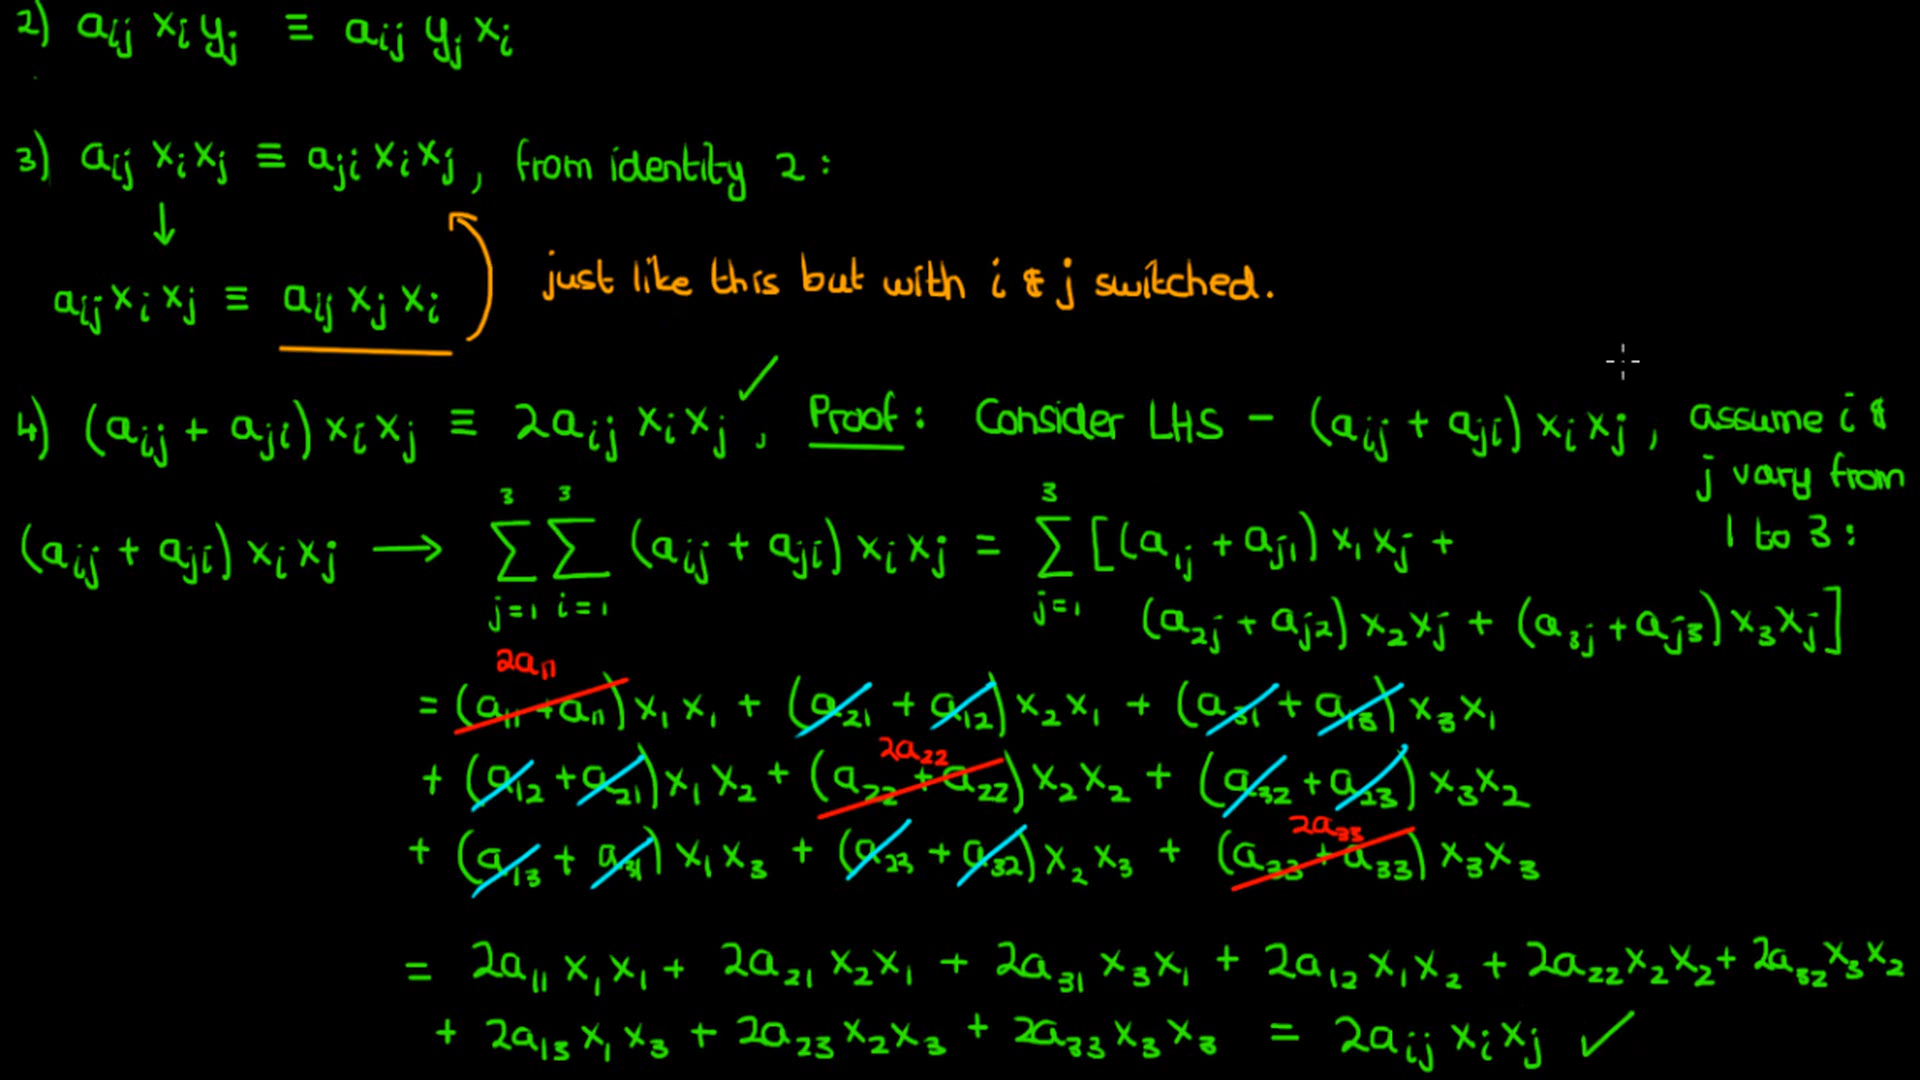 2) aᵢⱼ xᵢ yⱼ ≡ aᵢⱼ yⱼ xᵢ
3) aᵢⱼ xᵢ xⱼ ≡ aⱼᵢ xᵢ xⱼ , from identity 2 :
↓
aᵢⱼ xᵢ xⱼ ≡ aᵢⱼ xⱼ xᵢ
just like this but with i & j switched.
4) (aᵢⱼ + aⱼᵢ) xᵢ xⱼ ≡ 2aᵢⱼ xᵢ xⱼ ✓ , Proof : Consider LHS - (aᵢⱼ + aⱼᵢ) xᵢ xⱼ , assume i &
j vary from
1 to 3 :
(aᵢⱼ + aⱼᵢ) xᵢ xⱼ → ∑_{j=1}^{3} ∑_{i=1}^{3} (aᵢⱼ + aⱼᵢ) xᵢ xⱼ = ∑_{j=1}^{3} [(a₁ⱼ + aⱼ₁) x₁ xⱼ +
(a₂ⱼ + aⱼ₂) x₂ xⱼ + (a₃ⱼ + aⱼ₃) x₃ xⱼ]
2a₁₁
= (a₁₁ + a₁₁) x₁ x₁ + (a₂₁ + a₁₂) x₂ x₁ + (a₃₁ + a₁₃) x₃ x₁
2a₂₂
+ (a₁₂ + a₂₁) x₁ x₂ + (a₂₂ + a₂₂) x₂ x₂ + (a₃₂ + a₂₃) x₃ x₂
2a₃₃
+ (a₁₃ + a₃₁) x₁ x₃ + (a₂₃ + a₃₂) x₂ x₃ + (a₃₃ + a₃₃) x₃ x₃
= 2a₁₁ x₁ x₁ + 2a₂₁ x₂ x₁ + 2a₃₁ x₃ x₁ + 2a₁₂ x₁ x₂ + 2a₂₂ x₂ x₂ + 2a₃₂ x₃ x₂
+ 2a₁₃ x₁ x₃ + 2a₂₃ x₂ x₃ + 2a₃₃ x₃ x₃ = 2aᵢⱼ xᵢ xⱼ ✓